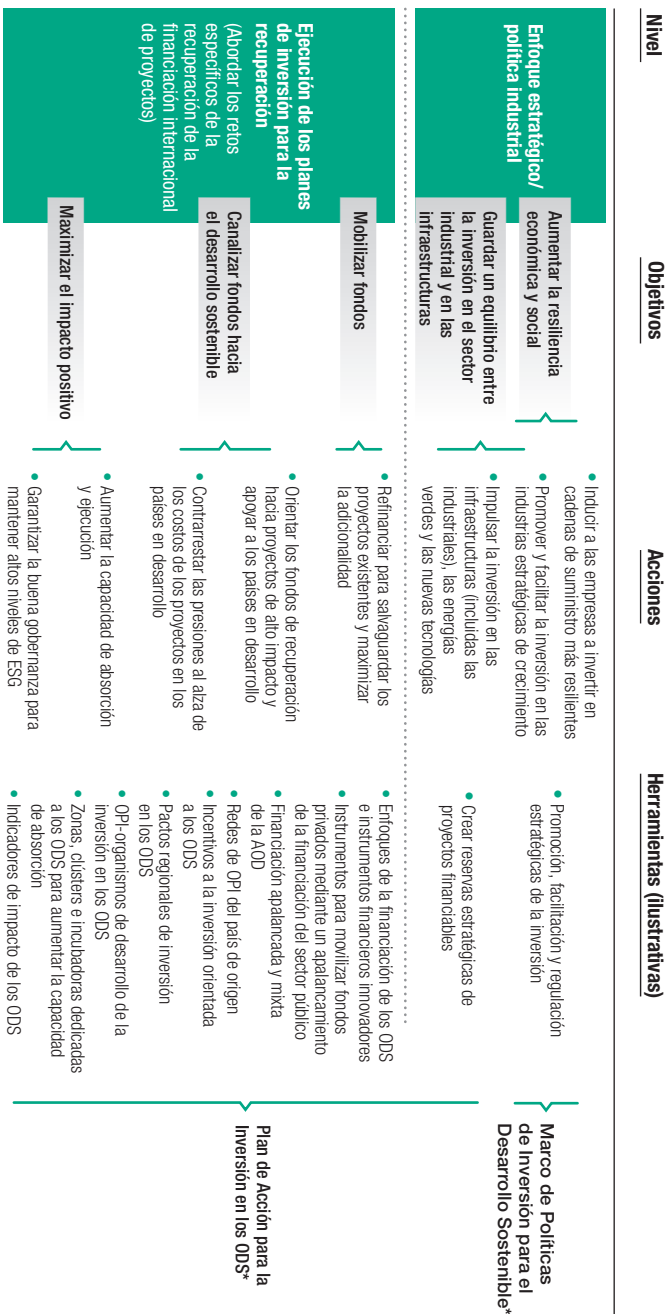 Nivel
Objetivos
Acciones
Herramientas (ilustrativas)
Enfoque estratégico/
política industrial
Aumentar la resiliencia
económica y social
Guardar un equilibrio entre
la inversión en el sector
industrial y en las
infraestructuras
• Inducir a las empresas a invertir en
cadenas de suministro más resilientes
• Promover y facilitar la inversión en las
industrias estratégicas de crecimiento
• Impulsar la inversión en las
infraestructuras (incluidas las
industriales), las energías
verdes y las nuevas tecnologías
• Promoción, facilitación y regulación
estratégicas de la inversión
• Crear reservas estratégicas de
proyectos financiables
Marco de Políticas
de Inversión para el
Desarrollo Sostenible*
Ejecución de los planes
de inversión para la
recuperación
(Abordar los retos
específicos de la
recuperación de la
financiación internacional
de proyectos)
Mobilizar fondos
Canalizar fondos hacia
el desarrollo sostenible
Maximizar el impacto positivo
• Refinanciar para salvaguardar los
proyectos existentes y maximizar
la adicionalidad
• Orientar los fondos de recuperación
hacia proyectos de alto impacto y
apoyar a los países en desarrollo
• Contrarrestar las presiones al alza de
los costos de los proyectos en los
países en desarrollo
• Aumentar la capacidad de absorción
y ejecución
• Garantizar la buena gobernanza para
mantener altos niveles de ESG
• Enfoques de la financiación de los ODS
e instrumentos financieros innovadores
• Instrumentos para movilizar fondos
privados mediante un apalancamiento
de la financiación del sector público
• Financiación apalancada y mixta
de la AOD
• Redes de OPI del país de origen
• Incentivos a la inversión orientada
a los ODS
• Pactos regionales de inversión
en los ODS
• OPI-organismos de desarrollo de la
inversión en los ODS
• Zonas, clústers e incubadoras dedicadas
a los ODS para aumentar la capacidad
de absorción
• Indicadores de impacto de los ODS
Plan de Acción para la
Inversión en los ODS*